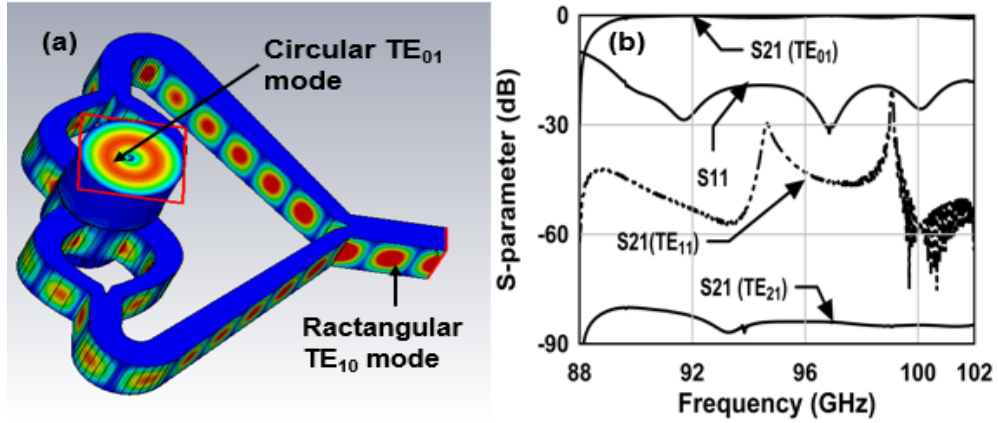 (a)
Circular TE01
mode
Ractangular
TE10 mode
(b)
S21 (TE01)
S11
S21(TE11)
S21 (TE21)
S-parameter (dB)
0
-30
-60
-90
88
92
96
100
102
Frequency (GHz)